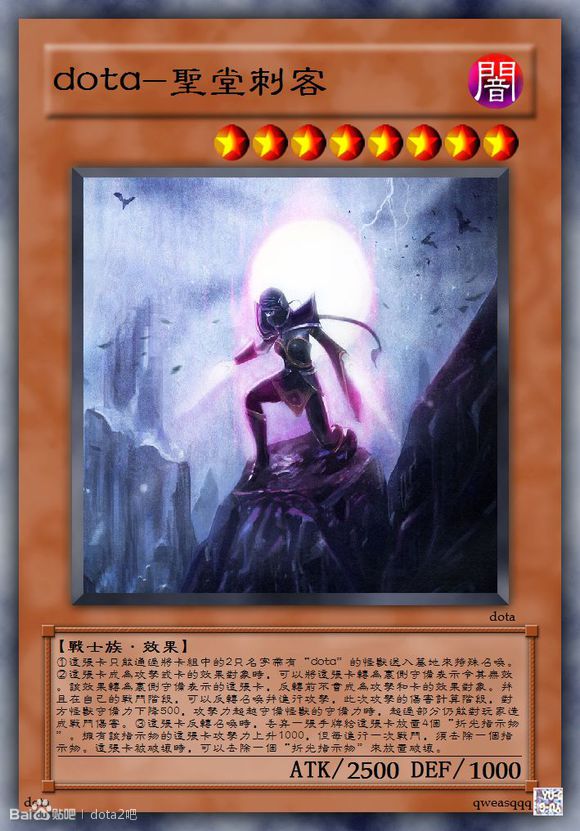 dota-聖堂刺客
闇
dota
【戰士族·效果】
①這張卡只能通過將卡組中的2只名字帶有"dota"的怪獸送入墓地來特殊召喚。
②這張卡成為攻擊或卡的效果對象時，可以將這張卡轉為裏側守備表示令其無效
。該效果轉為裏側守備表示的這張卡，反轉前不會成為攻擊和卡的效果對象。并
且在自己的戰鬥階段，可以反轉召喚并進行攻擊，此次攻擊的傷害計算階段，對
方怪獸守備力下降500，攻擊力超越守備怪獸的守備力時，超過部分仍能對玩家造
成戰鬥傷害。③這張卡反轉召喚時，丟弃一張手牌給這張卡放置4個"折光指示物
"。擁有該指示物的這張卡攻擊力上升1000，但每進行一次戰鬥，須去除一個指
示物。這張卡被破壞時，可以去除一個"折光指示物"來放置破壞。
ATK/2500 DEF/1000
qweasqqq
Bai 贴吧 | dota2吧